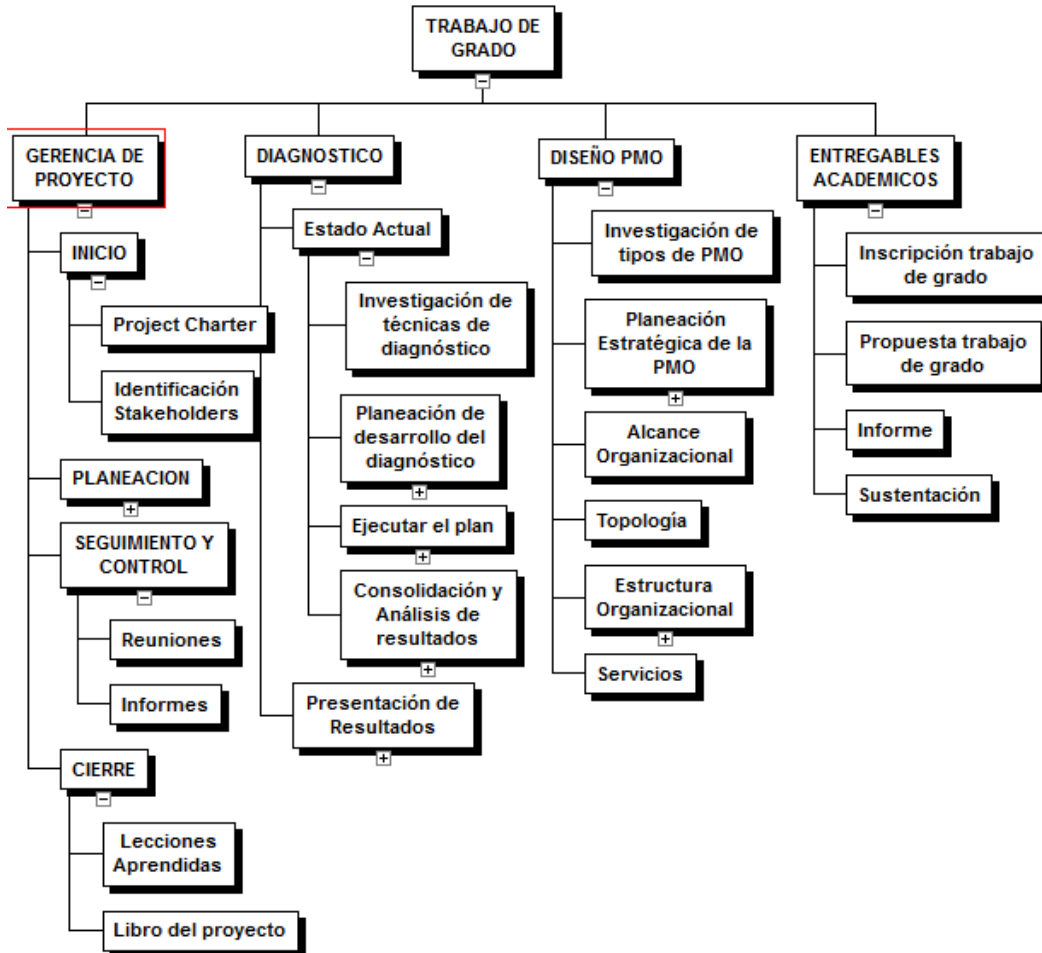 TRABAJO DE
GRADO
GERENCIA DE
PROYECTO
INICIO
Project Charter
Identificación
Stakeholders
PLANEACION
SEGUIMIENTO Y
CONTROL
Reuniones
Informes
CIERRE
Lecciones
Aprendidas
Libro del proyecto
DIAGNOSTICO
Estado Actual
Investigación de
técnicas de
diagnóstico
Planeación de
desarrollo del
diagnóstico
Ejecutar el plan
Consolidación y
Análisis de
resultados
Presentación de
Resultados
DISEÑO PMO
Investigación de
tipos de PMO
Planeación
Estratégica de la
PMO
Alcance
Organizacional
Topología
Estructura
Organizacional
Servicios
ENTREGABLES
ACADEMICOS
Inscripción trabajo
de grado
Propuesta trabajo
de grado
Informe
Sustentación